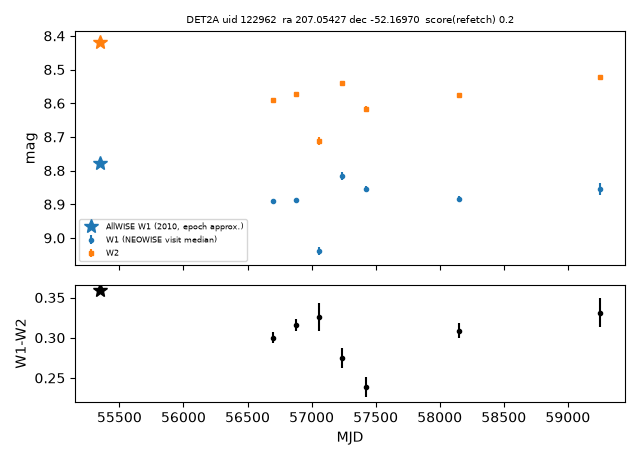 DET2A uid 122962 ra 207.05427 dec -52.16970 score(refetch) 0.2
8.4
8.5
8.6
8.7
8.8
8.9
9.0
mag
AllWISE W1 (2010, epoch approx.)
W1 (NEOWISE visit median)
W2
0.35
0.30
0.25
W1-W2
55500 56000 56500 57000 57500 58000 58500 59000
MJD